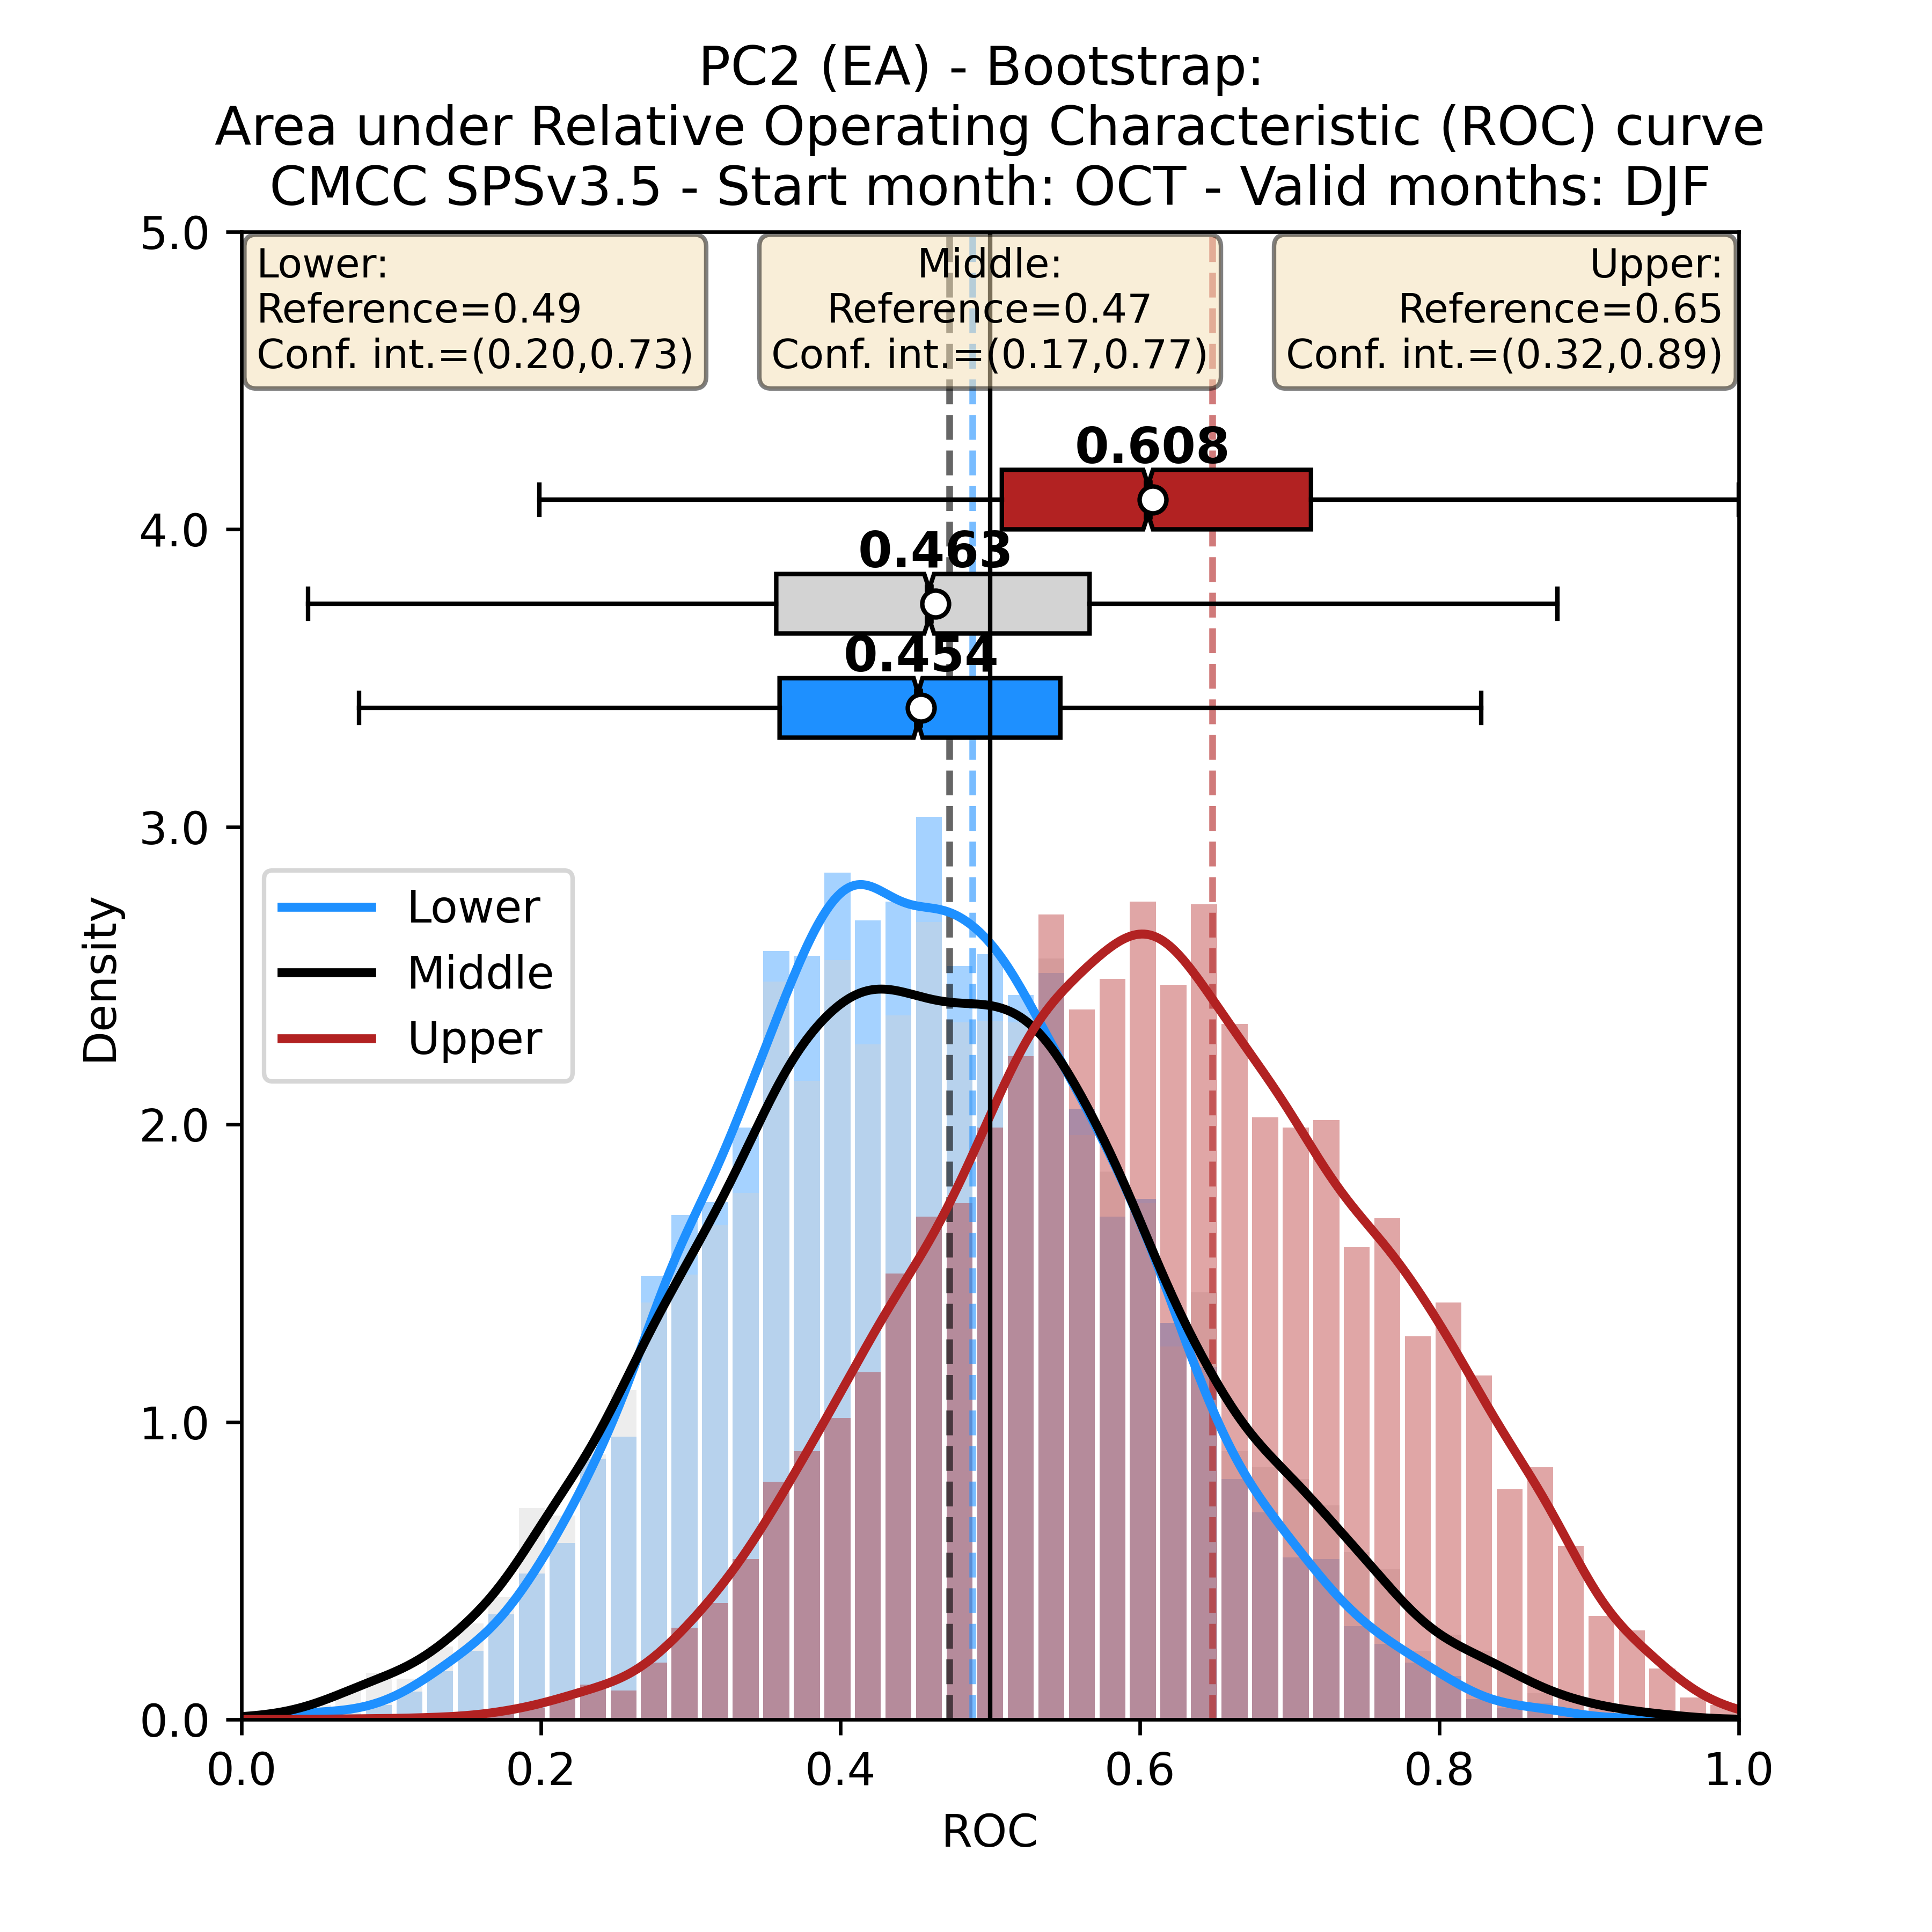 PC2 (EA) - Bootstrap:
Area under Relative Operating Characteristic (ROC) curve
CMCC SPSv3.5 - Start month: OCT - Valid months: DJF
Lower:
Reference=0.49
Conf. int.=(0.20,0.73)
Middle:
Reference=0.47
Conf. int.=(0.17,0.77)
Upper:
Reference=0.65
Conf. int.=(0.32,0.89)
0.608
0.463
0.454
Lower
Middle
Upper
Density
5.0
4.0
3.0
2.0
1.0
0.0
0.0 0.2 0.4 0.6 0.8 1.0
ROC